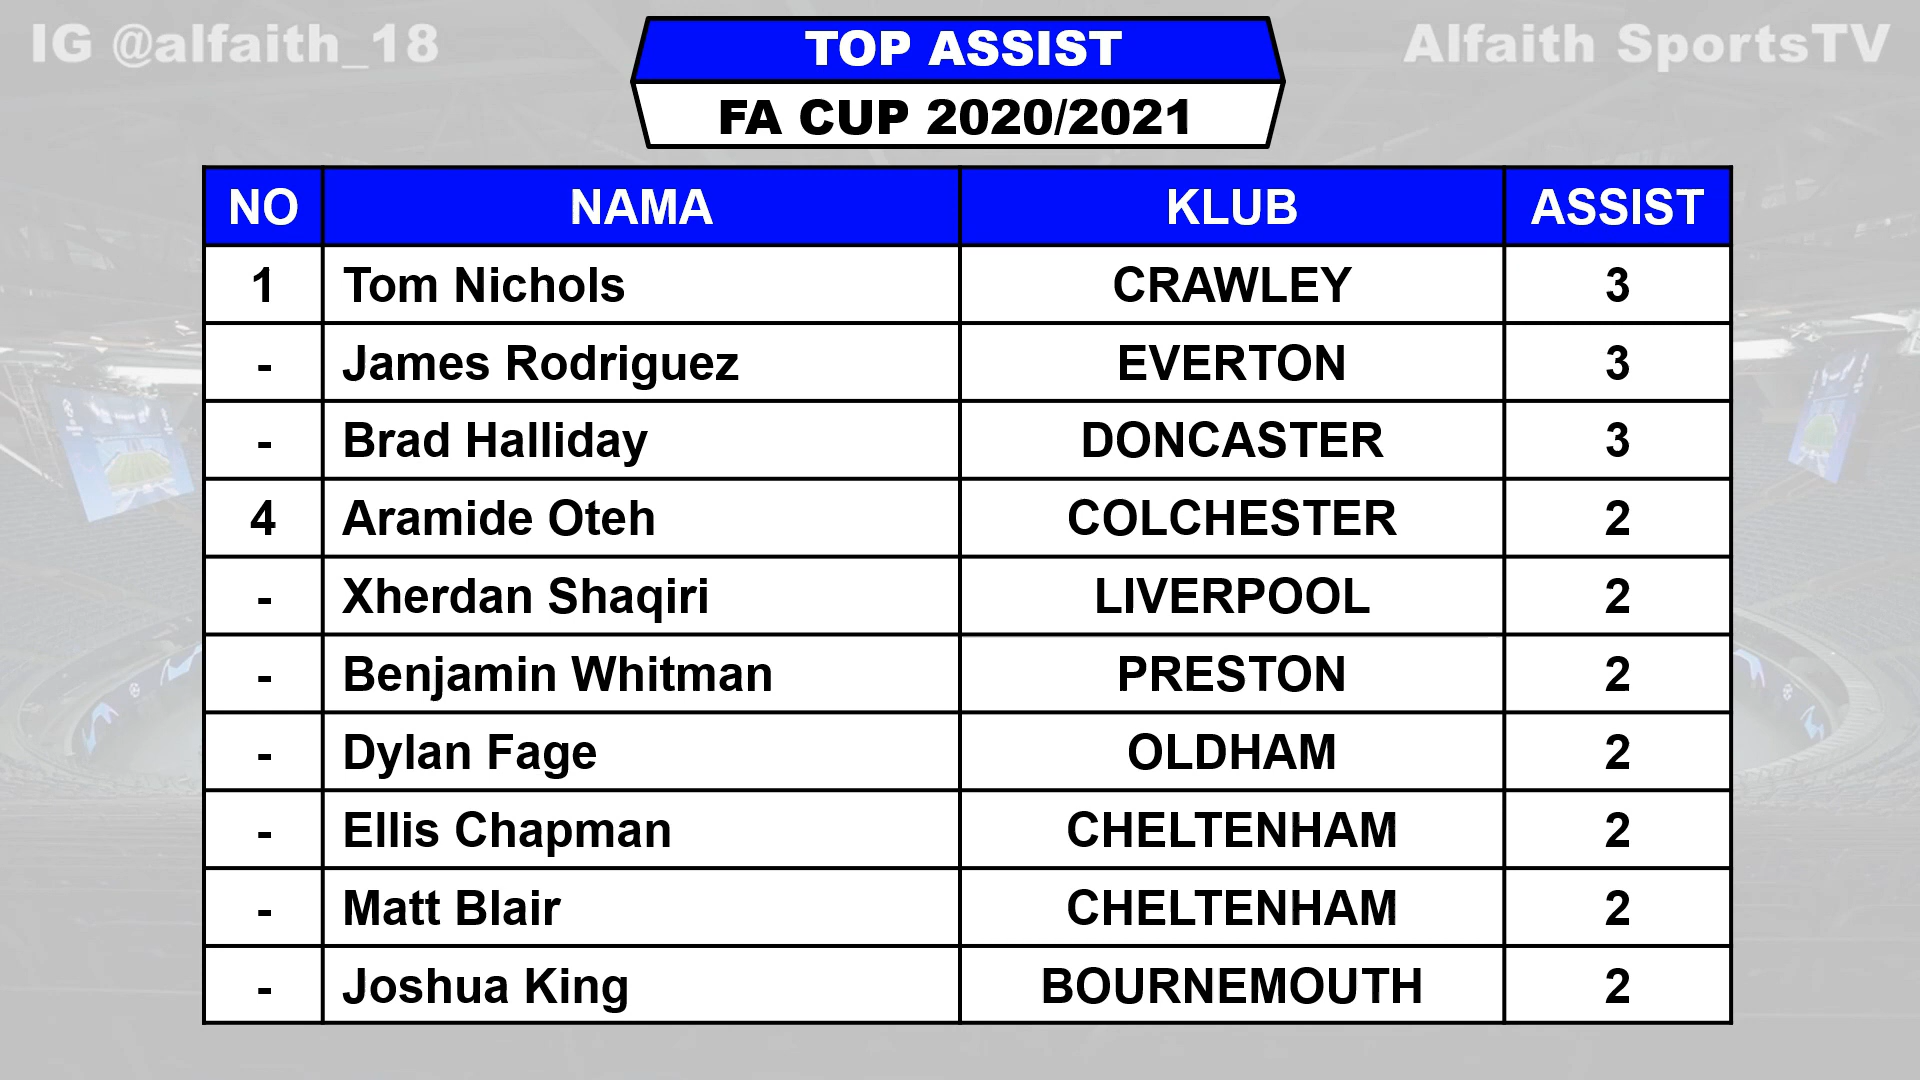 IG @alfaith_18
TOP ASSIST
FA CUP 2020/2021
Alfaith SportsTV
NO NAMA KLUB ASSIST
1 Tom Nichols CRAWLEY 3
- James Rodriguez EVERTON 3
- Brad Halliday DONCASTER 3
4 Aramide Oteh COLCHESTER 2
- Xherdan Shaqiri LIVERPOOL 2
- Benjamin Whitman PRESTON 2
- Dylan Fage OLDHAM 2
- Ellis Chapman CHELTENHAM 2
- Matt Blair CHELTENHAM 2
- Joshua King BOURNEMOUTH 2